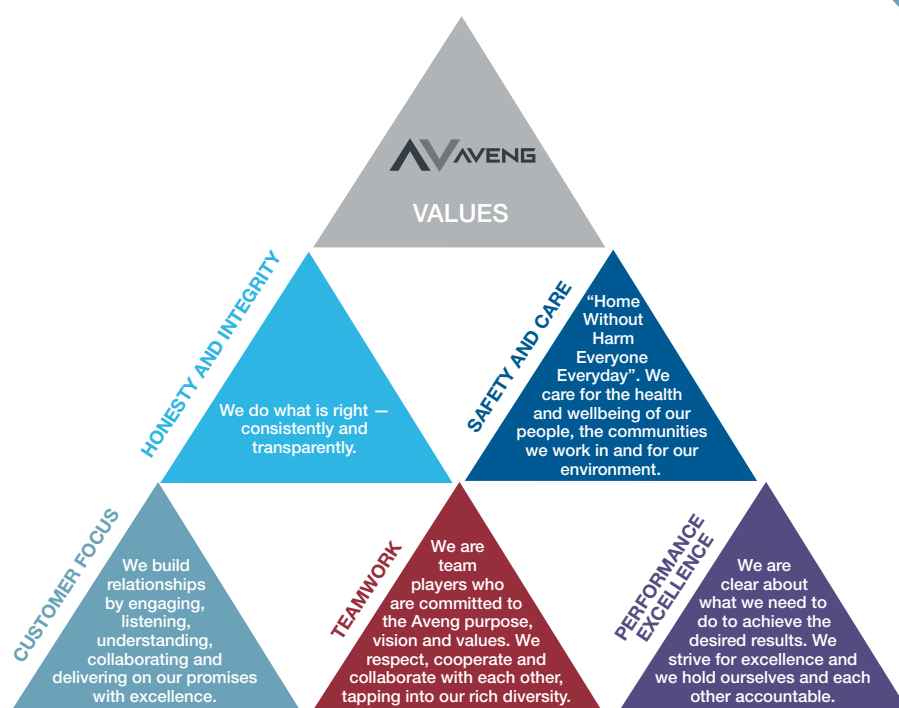 AVENG
VALUES
HONESTY AND INTEGRITY
We do what is right —
consistently and
transparently.
SAFETY AND CARE
“Home
Without
Harm
Everyone
Everyday”. We
care for the health
and wellbeing of our
people, the communities
we work in and for our
environment.
CUSTOMER FOCUS
We build
relationships
by engaging,
listening,
understanding,
collaborating and
delivering on our promises
with excellence.
TEAMWORK
We are
team
players who
are committed to
the Aveng purpose,
vision and values. We
respect, cooperate and
collaborate with each other,
tapping into our rich diversity.
PERFORMANCE
EXCELLENCE
We are
clear about
what we need to
do to achieve the
desired results. We
strive for excellence and
we hold ourselves and each
other accountable.